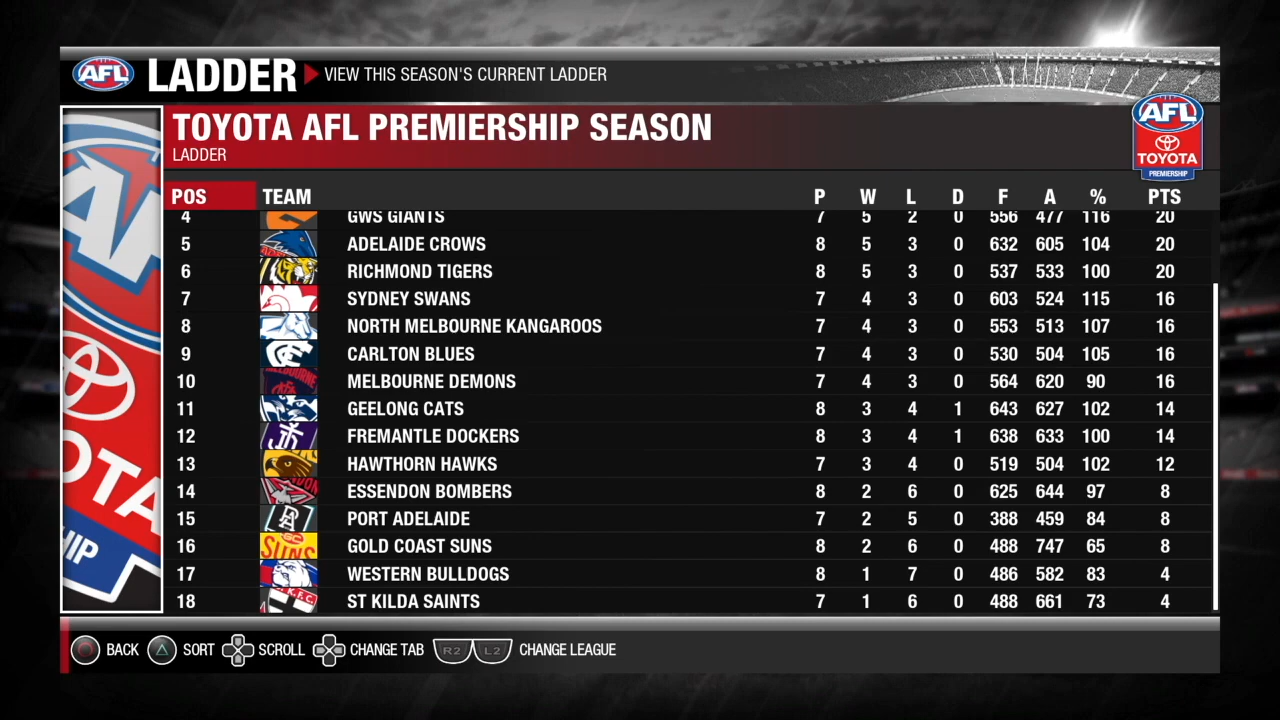 AFL LADDER VIEW THIS SEASON'S CURRENT LADDER
TOYOTA AFL PREMIERSHIP SEASON
LADDER
AFL
TOYOTA
PREMIERSHIP
POS TEAM P W L D F A % PTS
4 GWS GIANTS 7 5 2 0 556 477 116 20
5 ADELAIDE CROWS 8 5 3 0 632 605 104 20
6 RICHMOND TIGERS 8 5 3 0 537 533 100 20
7 SYDNEY SWANS 7 4 3 0 603 524 115 16
8 NORTH MELBOURNE KANGAROOS 7 4 3 0 553 513 107 16
9 CARLTON BLUES 7 4 3 0 530 504 105 16
10 MELBOURNE DEMONS 7 4 3 0 564 620 90 16
11 GEELONG CATS 8 3 4 1 643 627 102 14
12 FREMANTLE DOCKERS 8 3 4 1 638 633 100 14
13 HAWTHORN HAWKS 7 3 4 0 519 504 102 12
14 ESSENDON BOMBERS 8 2 6 0 625 644 97 8
15 PORT ADELAIDE 7 2 5 0 388 459 84 8
16 GOLD COAST SUNS 8 2 6 0 488 747 65 8
17 WESTERN BULLDOGS 8 1 7 0 486 582 83 4
18 ST KILDA SAINTS 7 1 6 0 488 661 73 4
OTA
HIP
BACK SORT SCROLL CHANGE TAB R2 L2 CHANGE LEAGUE